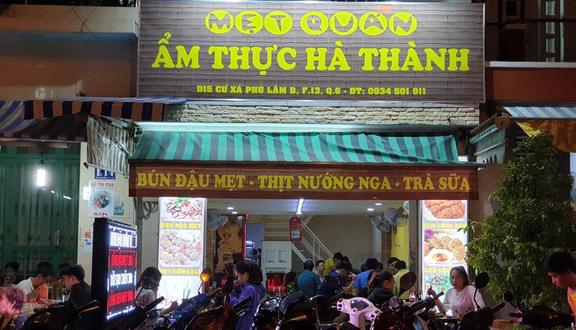 MẸT QUÁN
ẨM THỰC HÀ THÀNH
D15 CƯ XÁ PHÚ LÂM B, F.13, Q.6 - ĐT: 0934 501 911
BÚN ĐẬU MẸT - THỊT NƯỚNG NGA - TRÀ SỮA